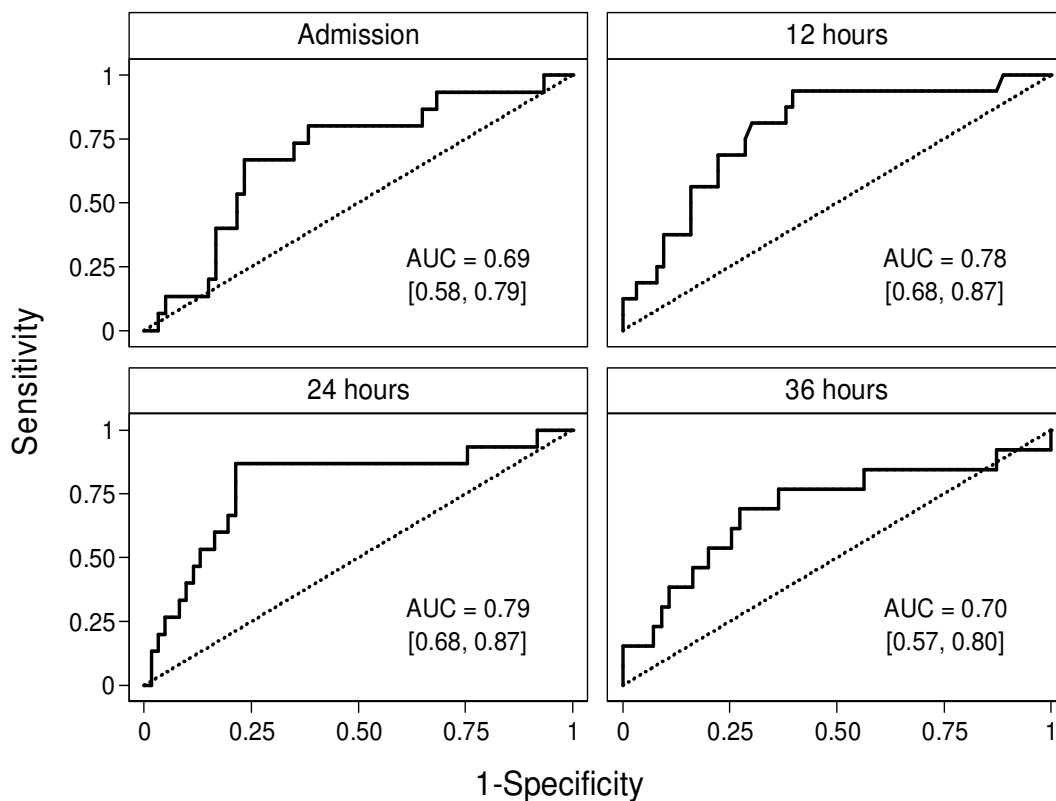 Admission
12 hours
1
0.75
0.50
0.25
0
AUC = 0.69
[0.58, 0.79]
AUC = 0.78
[0.68, 0.87]
Sensitivity
24 hours
36 hours
1
0.75
0.50
0.25
0
AUC = 0.79
[0.68, 0.87]
AUC = 0.70
[0.57, 0.80]
0 0.25 0.50 0.75 1
0 0.25 0.50 0.75 1
1-Specificity